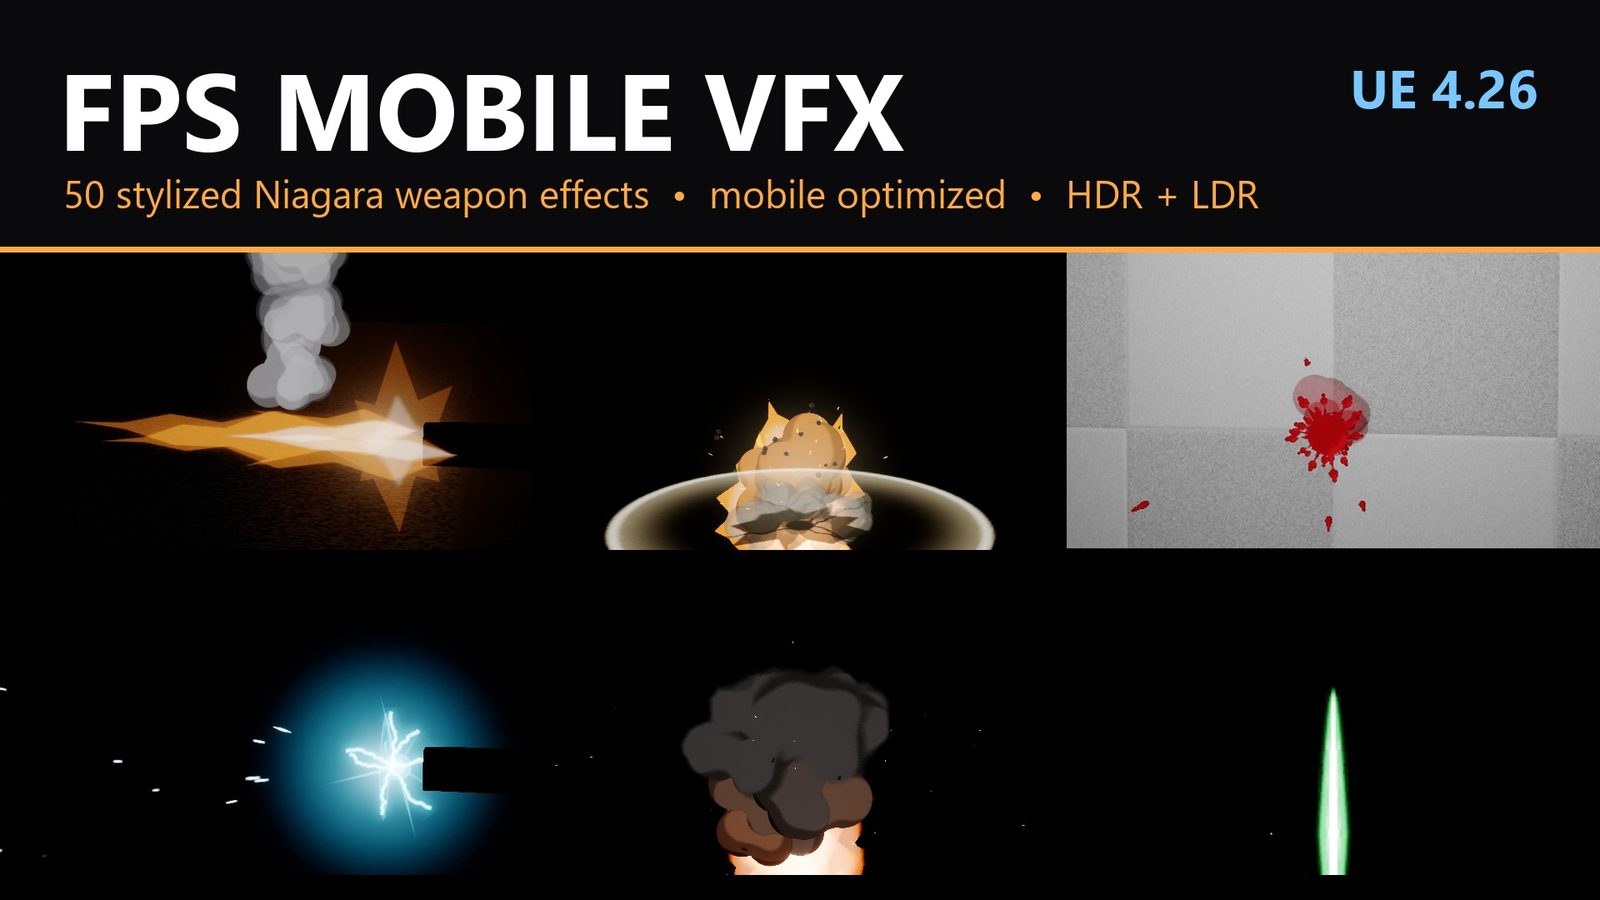 FPS MOBILE VFX
UE 4.26
50 stylized Niagara weapon effects • mobile optimized • HDR + LDR